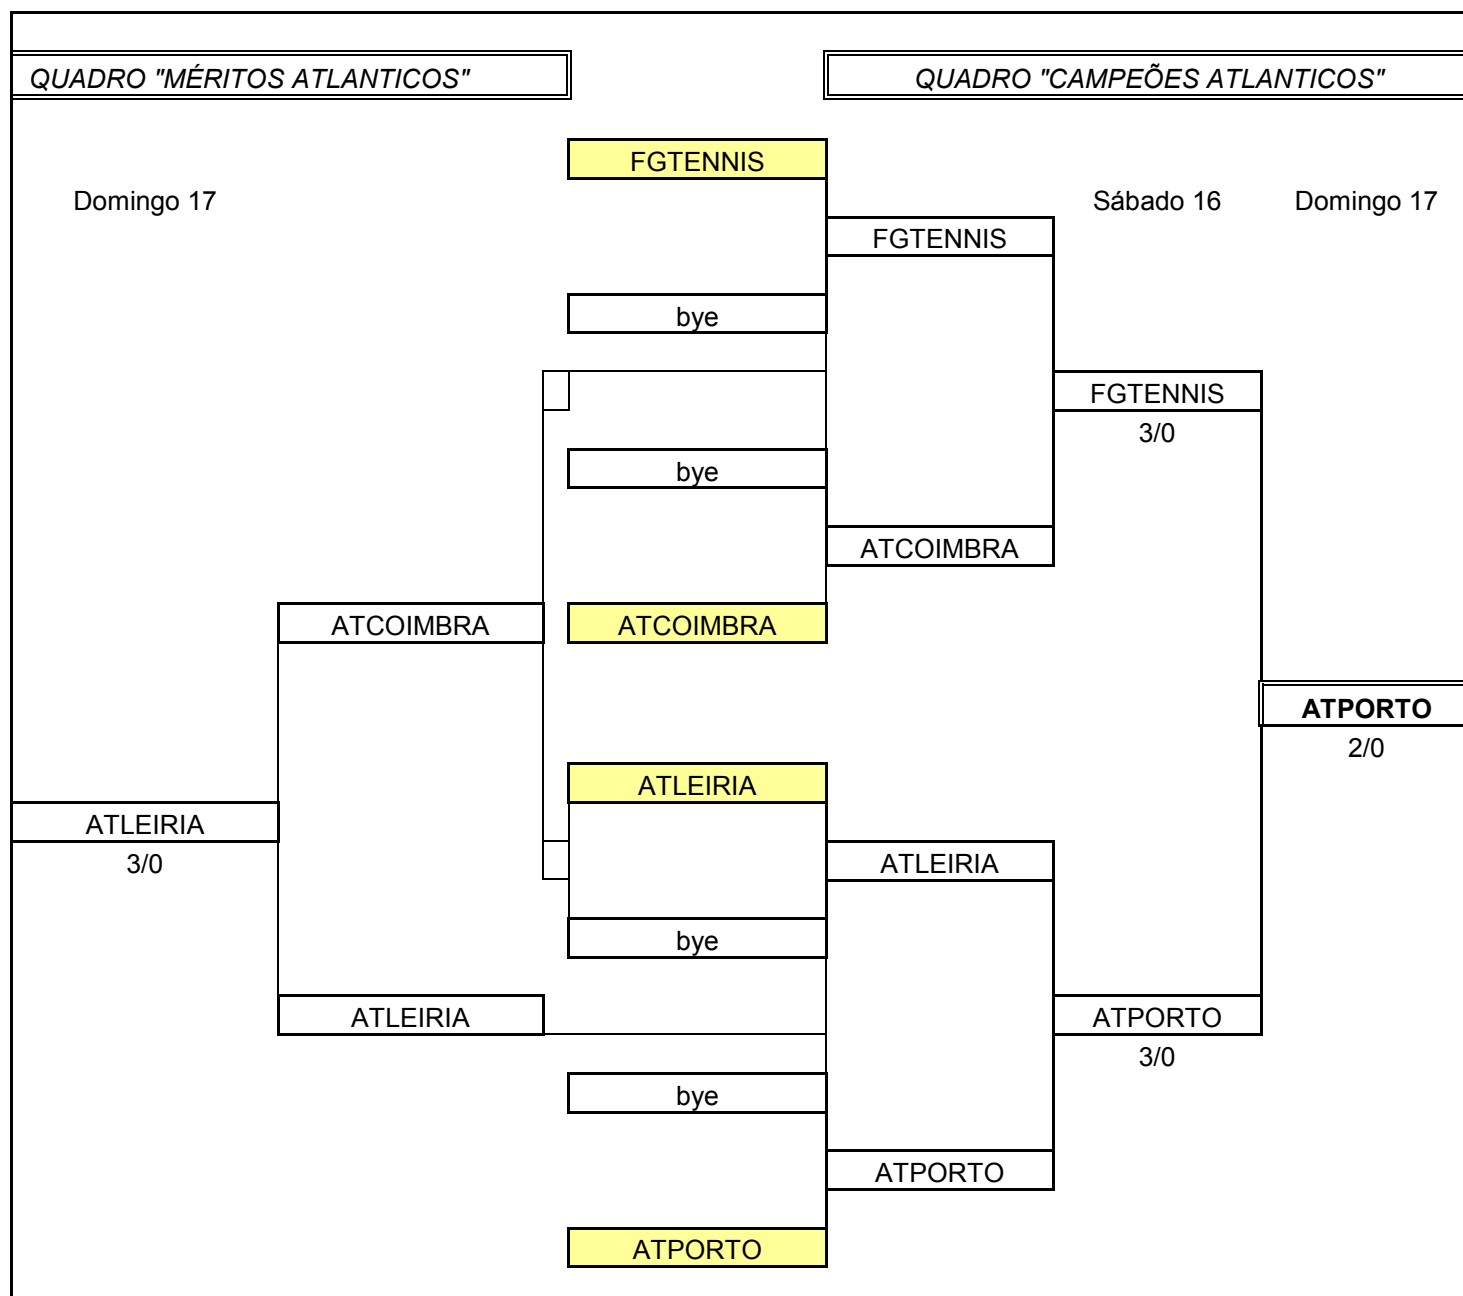 QUADRO "MÉRITOS ATLANTICOS"
QUADRO "CAMPEÕES ATLANTICOS"
FGTENNIS
Domingo 17
Sábado 16
Domingo 17
FGTENNIS
bye
FGTENNIS
3/0
bye
ATCOIMBRA
ATCOIMBRA
ATCOIMBRA
ATPORTO
2/0
ATLEIRIA
ATLEIRIA
3/0
ATLEIRIA
bye
ATLEIRIA
ATPORTO
3/0
bye
ATPORTO
ATPORTO